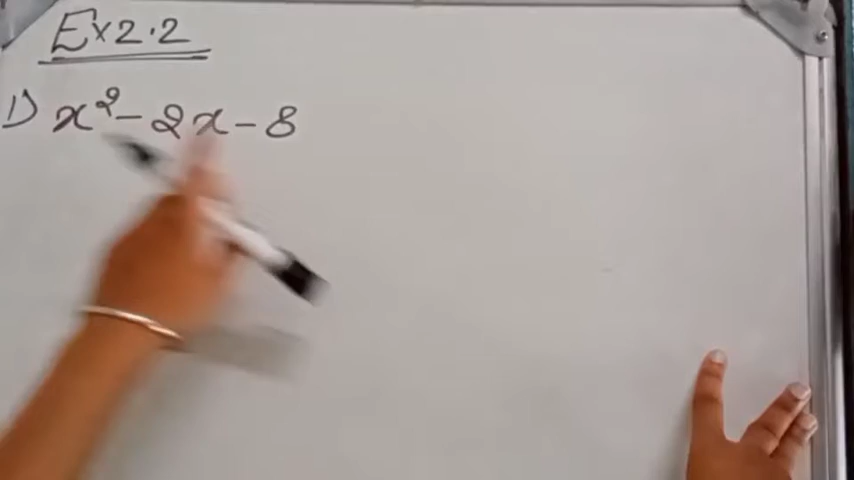 Ex 2.2
1) x² - 2x - 8